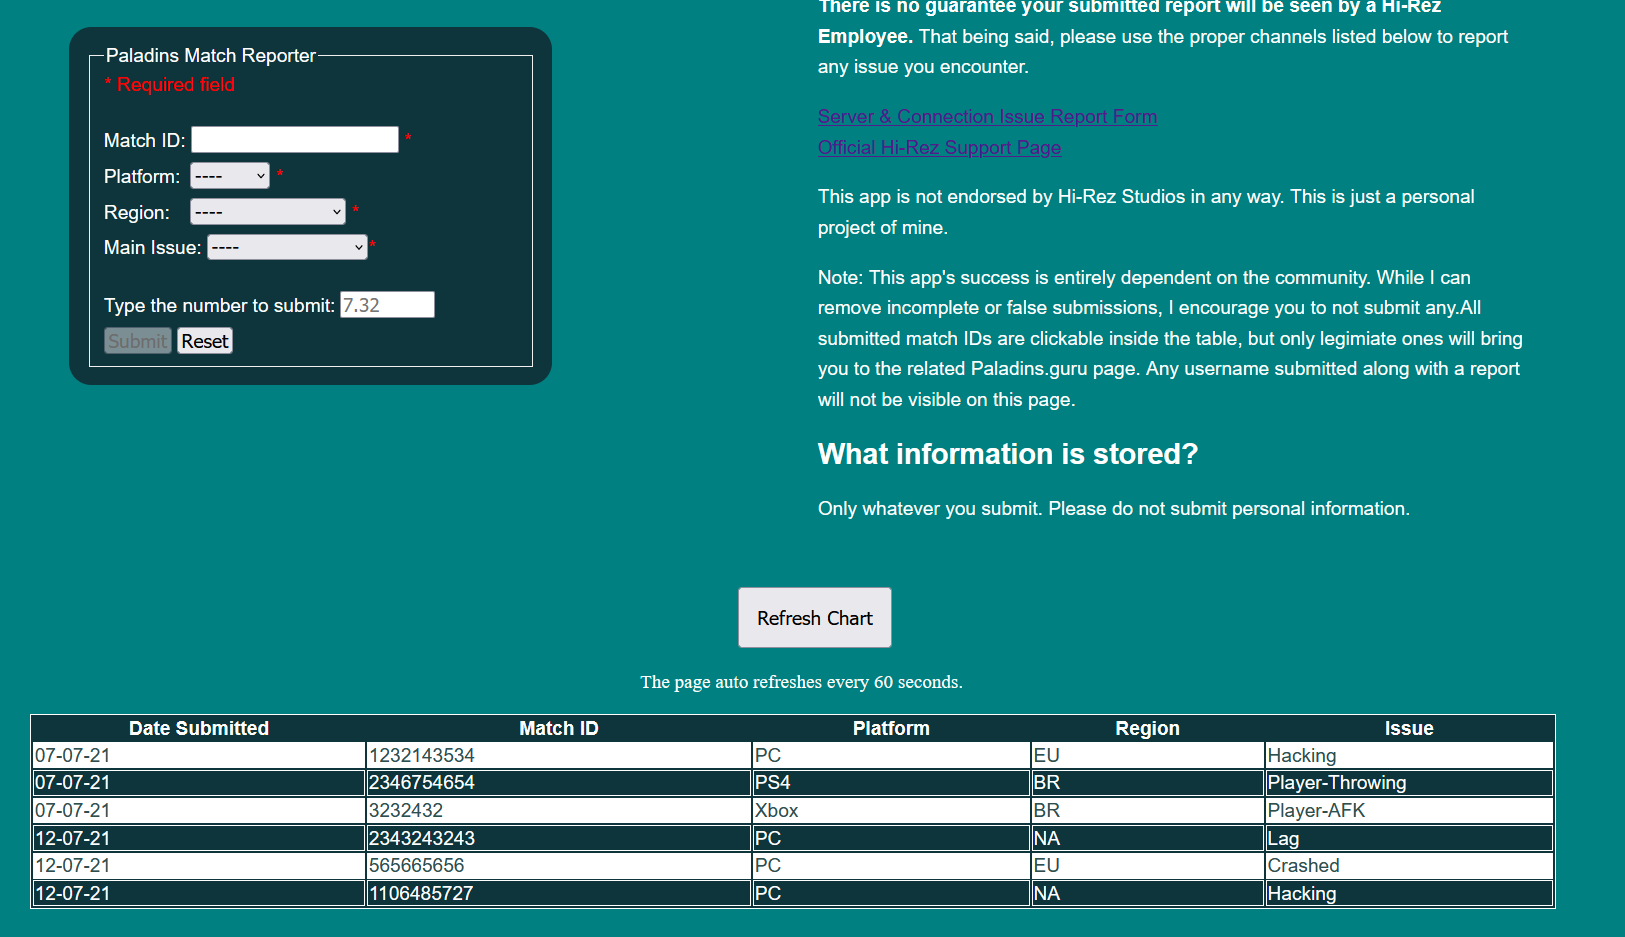 Paladins Match Reporter
* Required field
Match ID: *
Platform: ---- *
Region: ---- *
Main Issue: ---- *
Type the number to submit: 7.32
Submit Reset
There is no guarantee your submitted report will be seen by a Hi-Rez
Employee. That being said, please use the proper channels listed below to report
any issue you encounter.
Server & Connection Issue Report Form
Official Hi-Rez Support Page
This app is not endorsed by Hi-Rez Studios in any way. This is just a personal
project of mine.
Note: This app's success is entirely dependent on the community. While I can
remove incomplete or false submissions, I encourage you to not submit any.All
submitted match IDs are clickable inside the table, but only legimiate ones will bring
you to the related Paladins.guru page. Any username submitted along with a report
will not be visible on this page.
What information is stored?
Only whatever you submit. Please do not submit personal information.
Refresh Chart
The page auto refreshes every 60 seconds.
Date Submitted Match ID Platform Region Issue
07-07-21 1232143534 PC EU Hacking
07-07-21 2346754654 PS4 BR Player-Throwing
07-07-21 3232432 Xbox BR Player-AFK
12-07-21 2343243243 PC NA Lag
12-07-21 565665656 PC EU Crashed
12-07-21 1106485727 PC NA Hacking